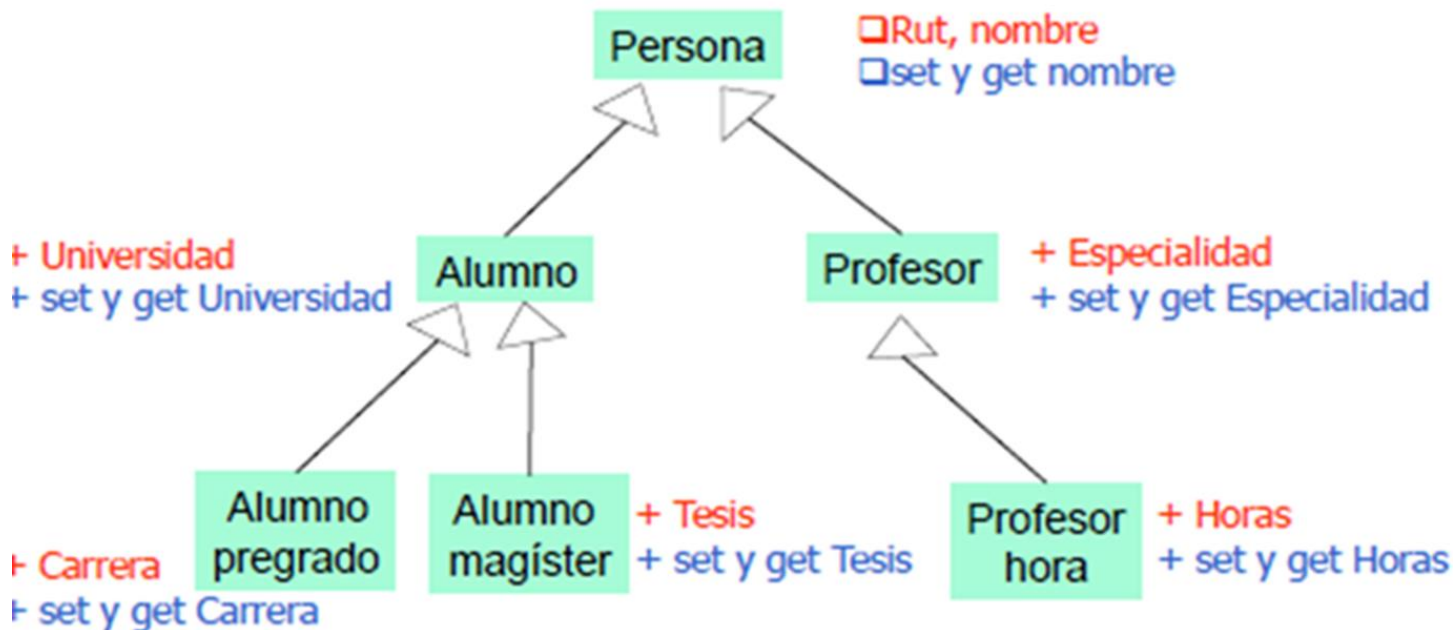 Persona
❑Rut, nombre
❑set y get nombre
+ Universidad
+ set y get Universidad
Alumno
Profesor
+ Especialidad
+ set y get Especialidad
Alumno
pregrado
+ Carrera
+ set y get Carrera
Alumno
magíster
+ Tesis
+ set y get Tesis
Profesor
hora
+ Horas
+ set y get Horas